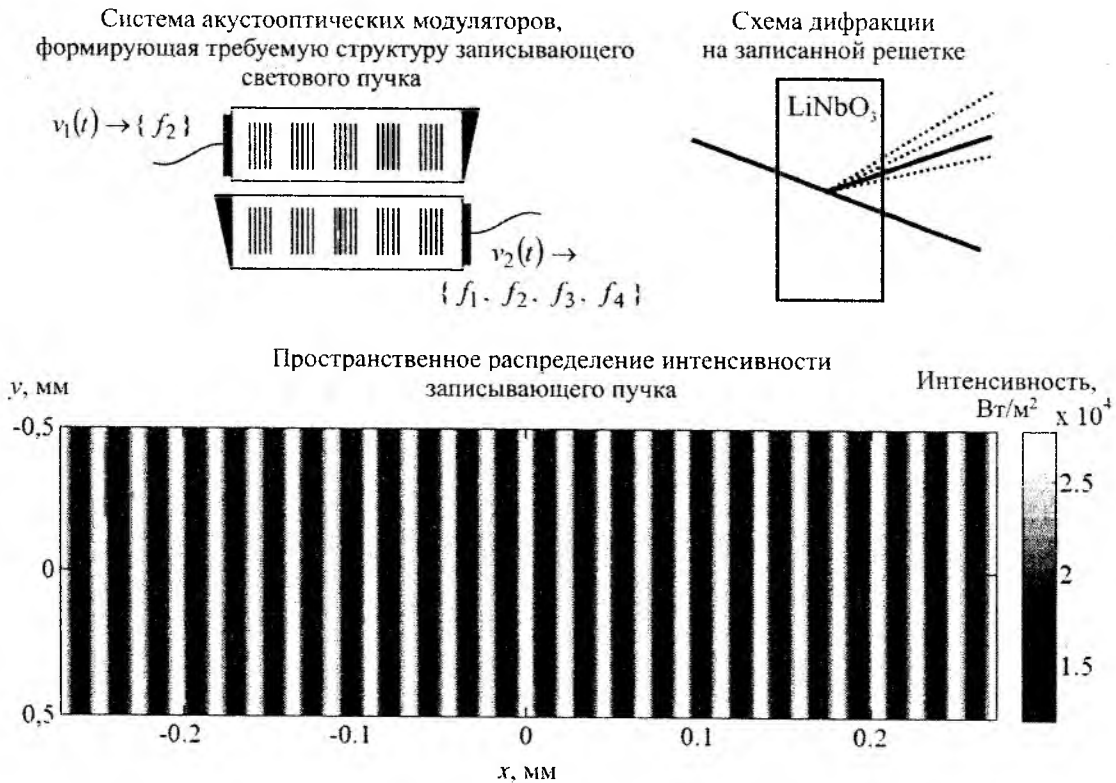 Система акустооптических модуляторов,
формирующая требуемую структуру записывающего
светового пучка
v₁(t) → { f₂ }
v₂(t) →
{ f₁, f₂, f₃, f₄ }
Схема дифракции
на записанной решетке
LiNbO₃
Пространственное распределение интенсивности
записывающего пучка
y, мм
Интенсивность,
Вт/м² x 10⁴
-0,5
0
0,5
-0.2
-0.1
0
0.1
0.2
x, мм
2.5
2
1.5